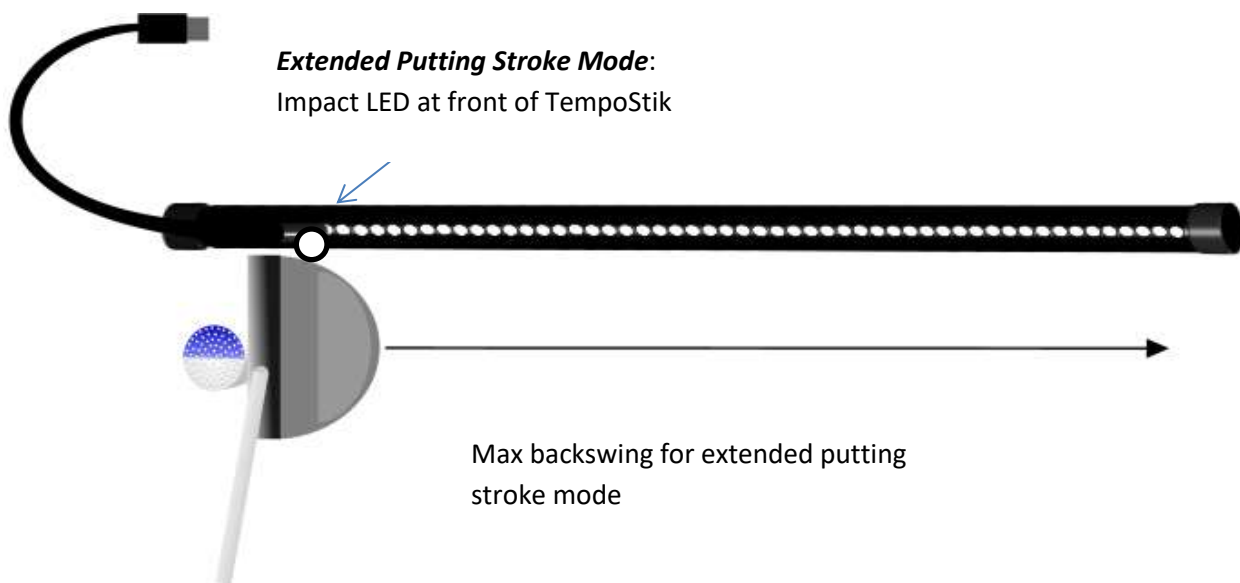 Extended Putting Stroke Mode:
Impact LED at front of TempoStik
Max backswing for extended putting
stroke mode